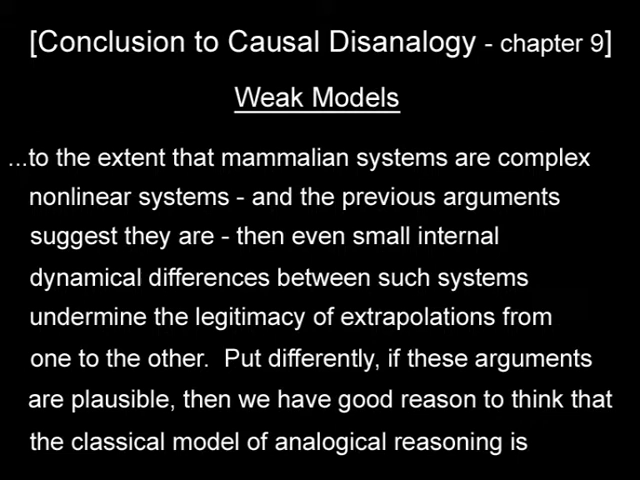 [Conclusion to Causal Disanalogy - chapter 9]
Weak Models
...to the extent that mammalian systems are complex
nonlinear systems - and the previous arguments
suggest they are - then even small internal
dynamical differences between such systems
undermine the legitimacy of extrapolations from
one to the other.  Put differently, if these arguments
are plausible, then we have good reason to think that
the classical model of analogical reasoning is